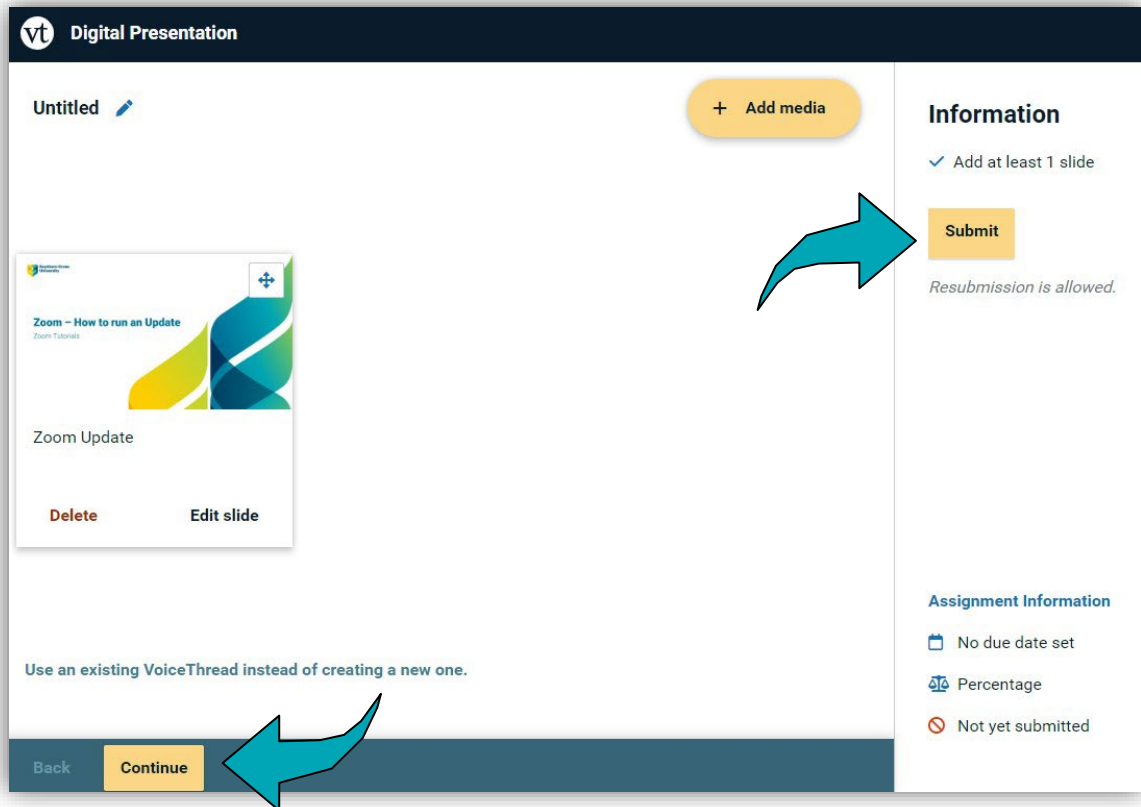 vt Digital Presentation
Untitled
+ Add media
Zoom – How to run an Update
Zoom Tutorials
Zoom Update
Delete Edit slide
Use an existing VoiceThread instead of creating a new one.
Back Continue
Information
Add at least 1 slide
Submit
Resubmission is allowed.
Assignment Information
No due date set
Percentage
Not yet submitted